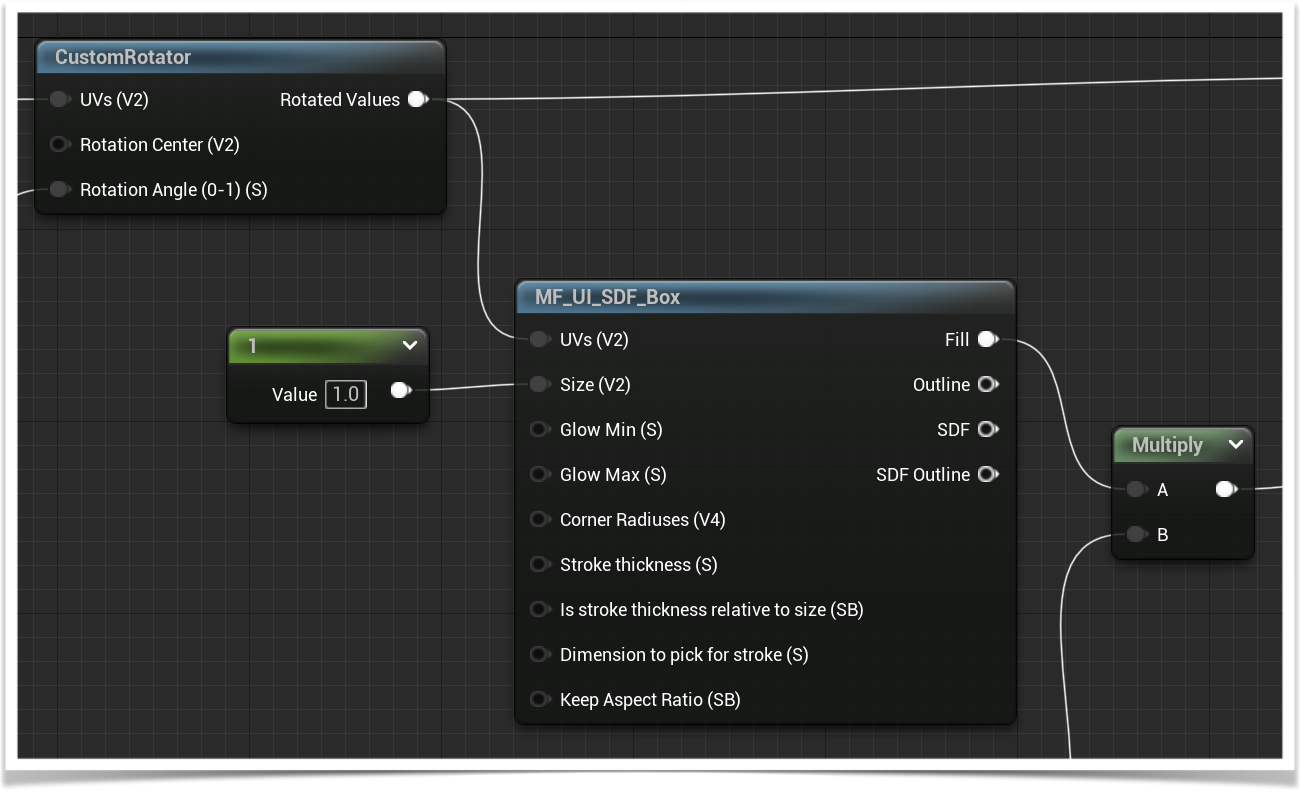 CustomRotator
UVs (V2) Rotated Values
Rotation Center (V2)
Rotation Angle (0-1) (S)
1
Value 1.0
MF_UI_SDF_Box
UVs (V2) Fill
Size (V2) Outline
Glow Min (S) SDF
Glow Max (S) SDF Outline
Corner Radiuses (V4)
Stroke thickness (S)
Is stroke thickness relative to size (SB)
Dimension to pick for stroke (S)
Keep Aspect Ratio (SB)
Multiply
A
B